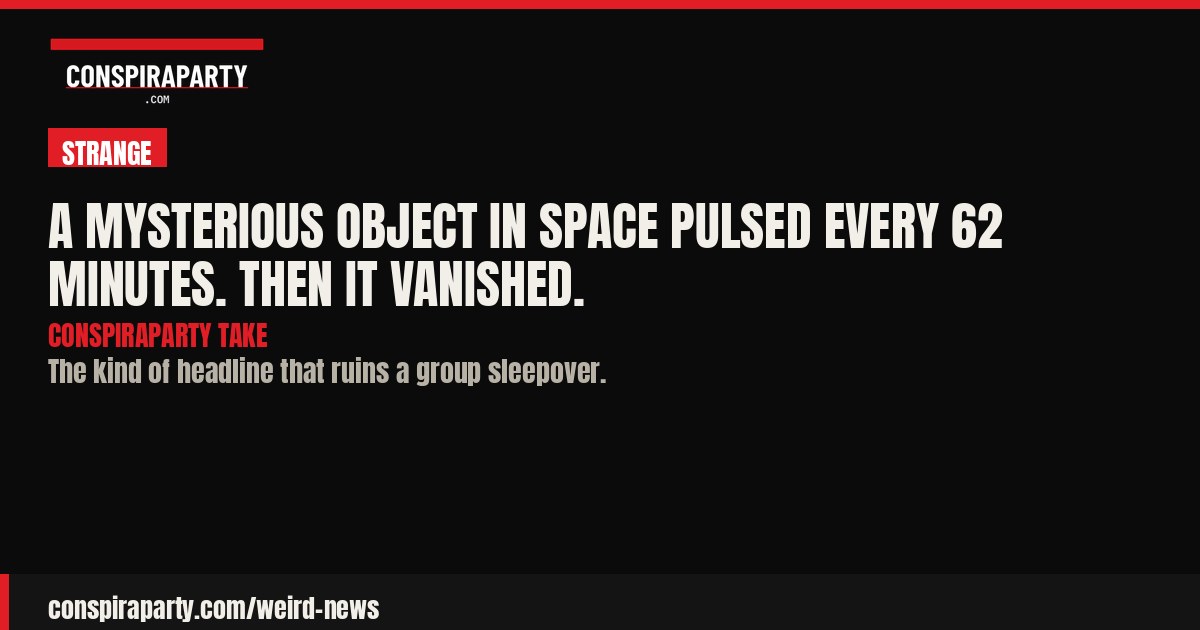 CONSPIRAPARTY
.COM
STRANGE
A MYSTERIOUS OBJECT IN SPACE PULSED EVERY 62
MINUTES. THEN IT VANISHED.
CONSPIRAPARTY TAKE
The kind of headline that ruins a group sleepover.
conspiraparty.com/weird-news